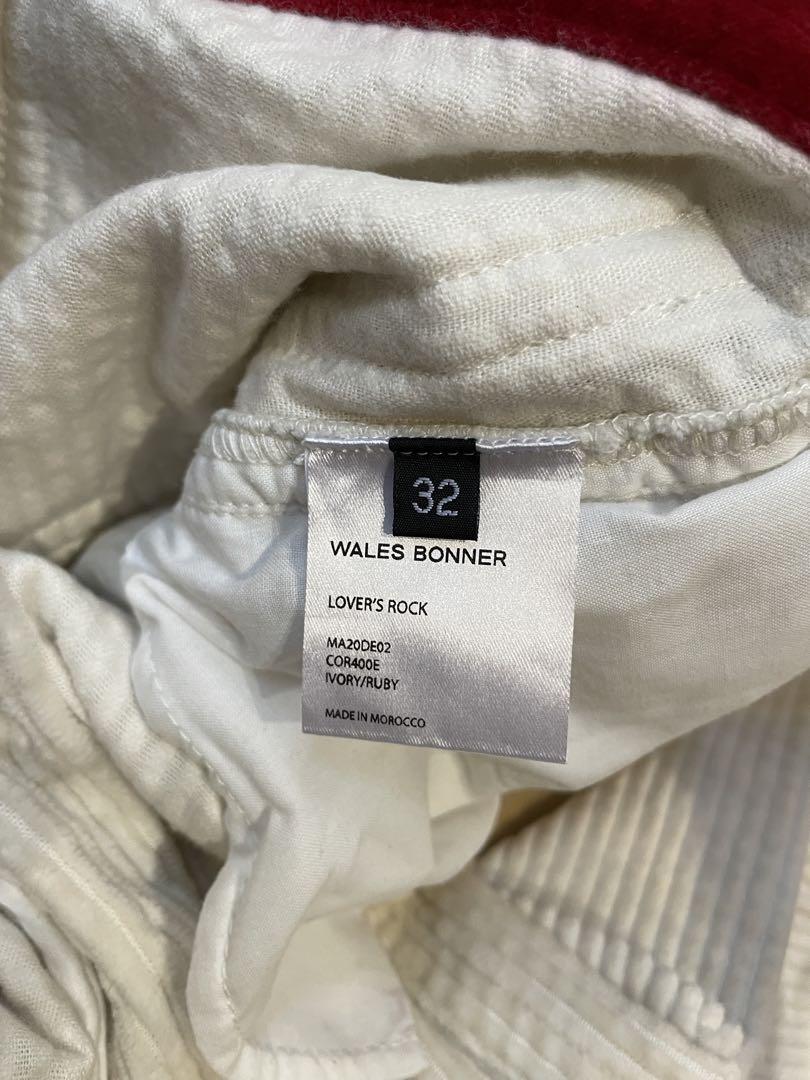 32
WALES BONNER
LOVER'S ROCK
MA20DE02
COR400E
IVORY/RUBY
MADE IN MOROCCO